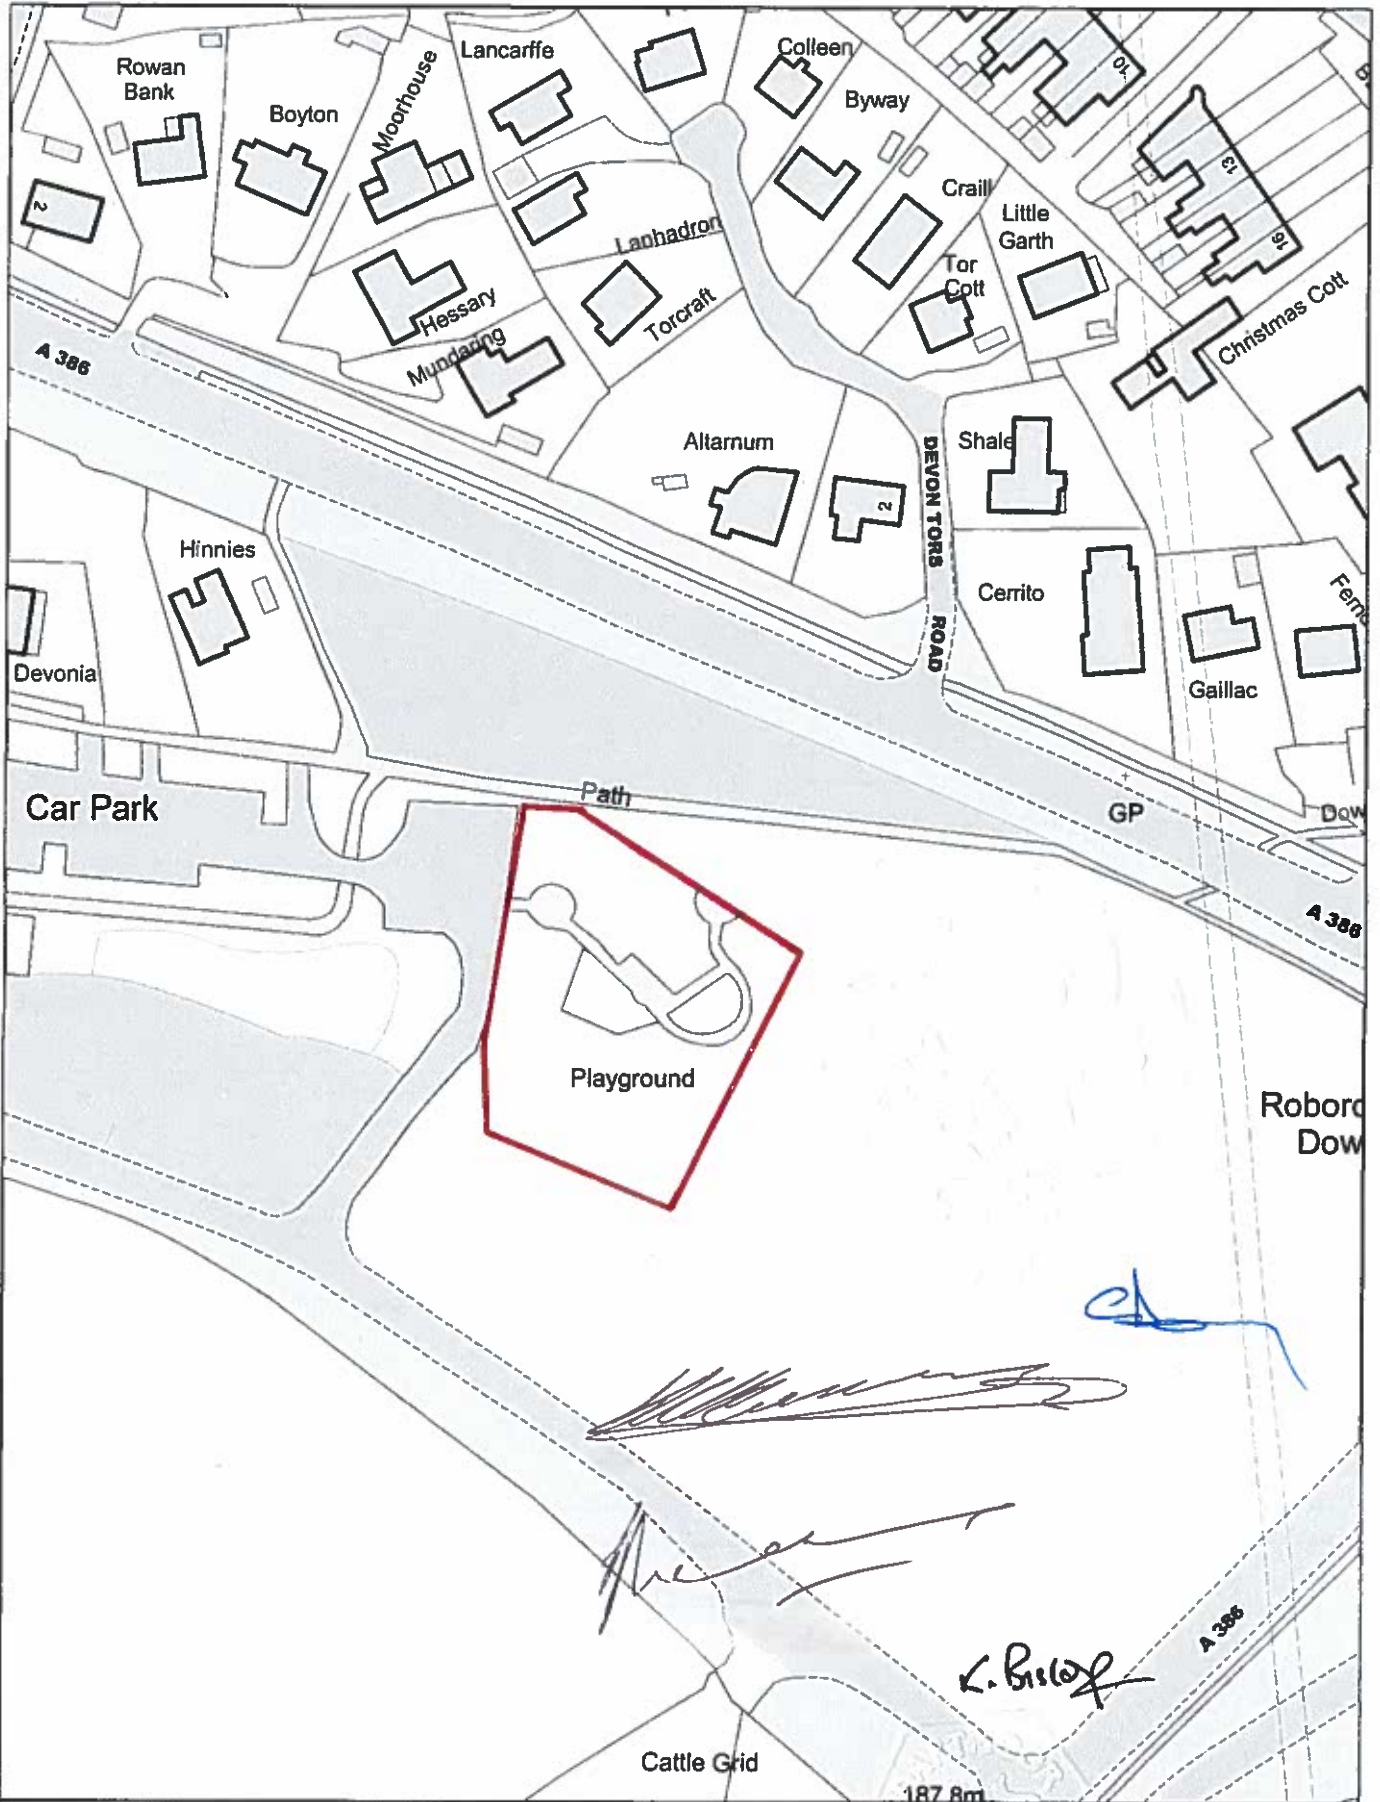 Rowan
Bank
Boyton
Moorhouse
Lancarffe
Colleen
Byway
10
13
16
2
Craill
Little
Garth
Tor
Cott
Lanhadron
Hessary
Torcraft
Mundaring
Christmas Cott
A 386
Altarnum
2
DEVON TORS ROAD
Shale
Hinnies
Cerrito
Devonia
Gaillac
Path
Car Park
GP
Dow
A 386
Playground
Roboro
Dow
K. Bishop
A 386
Cattle Grid
187.8m